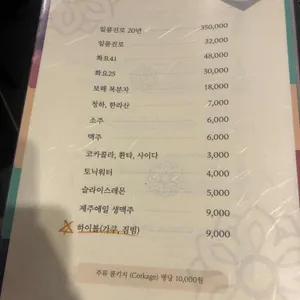 일품진로 20년 350,000
일품진로 32,000
화요41 48,000
화요25 30,000
보해 복분자 18,000
청하, 한라산 7,000
소주 6,000
맥주 6,000
코카콜라, 환타, 사이다 3,000
토닉워터 4,000
슬라이스레몬 5,000
제주에일 생맥주 9,000
하이볼(가쿠, 짐빔) 9,000
주류 콜키지 (Corkage) 병당 10,000원